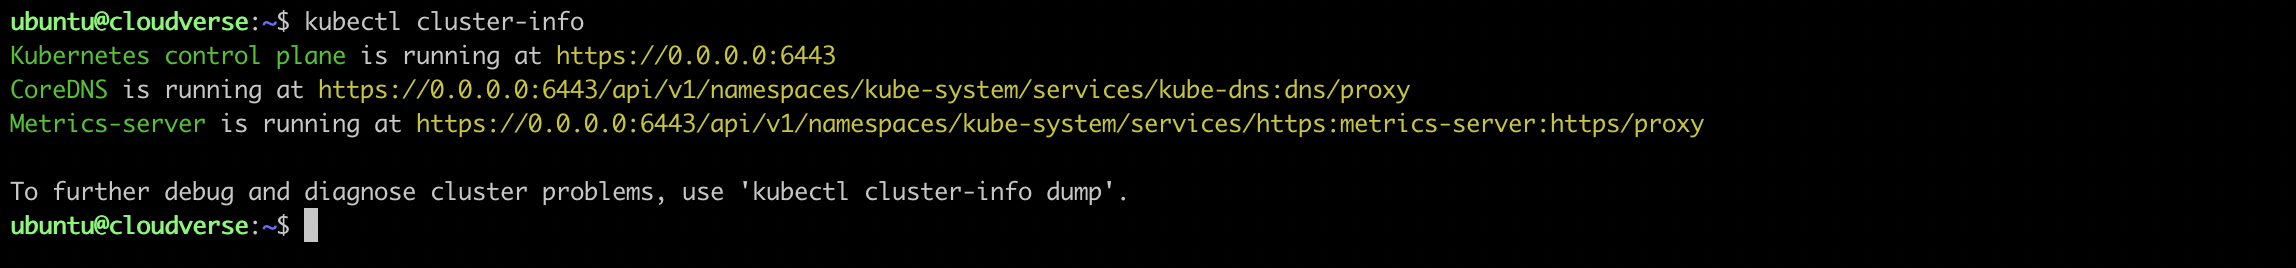 ubuntu@cloudverse:~$ kubectl cluster-info
Kubernetes control plane is running at https://0.0.0.0:6443
CoreDNS is running at https://0.0.0.0:6443/api/v1/namespaces/kube-system/services/kube-dns:dns/proxy
Metrics-server is running at https://0.0.0.0:6443/api/v1/namespaces/kube-system/services/https:metrics-server:https/proxy

To further debug and diagnose cluster problems, use 'kubectl cluster-info dump'.
ubuntu@cloudverse:~$